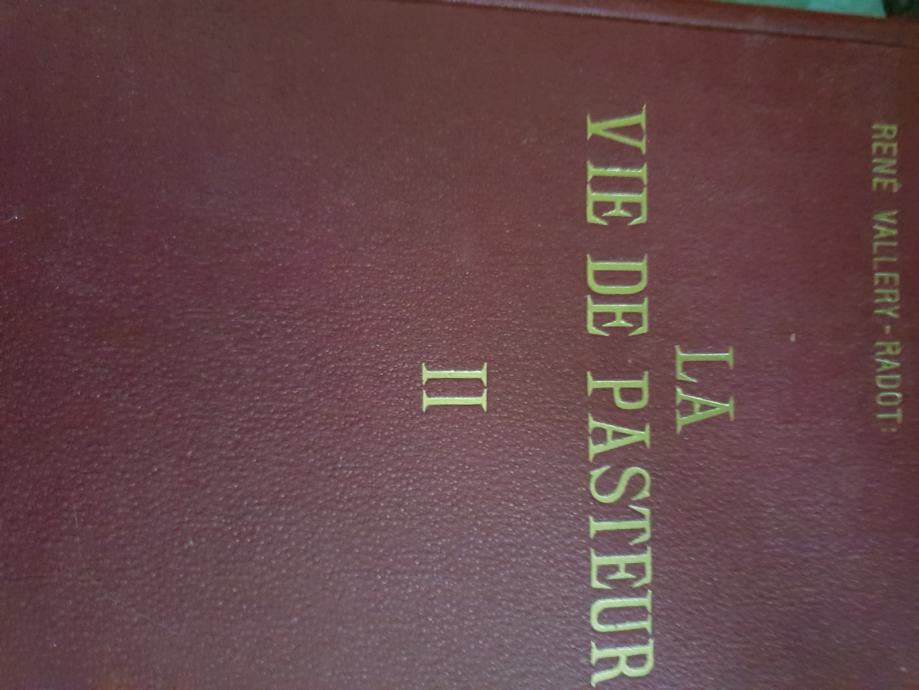 RENÉ VALLERY-RADOT
LA
VIE DE PASTEUR
II